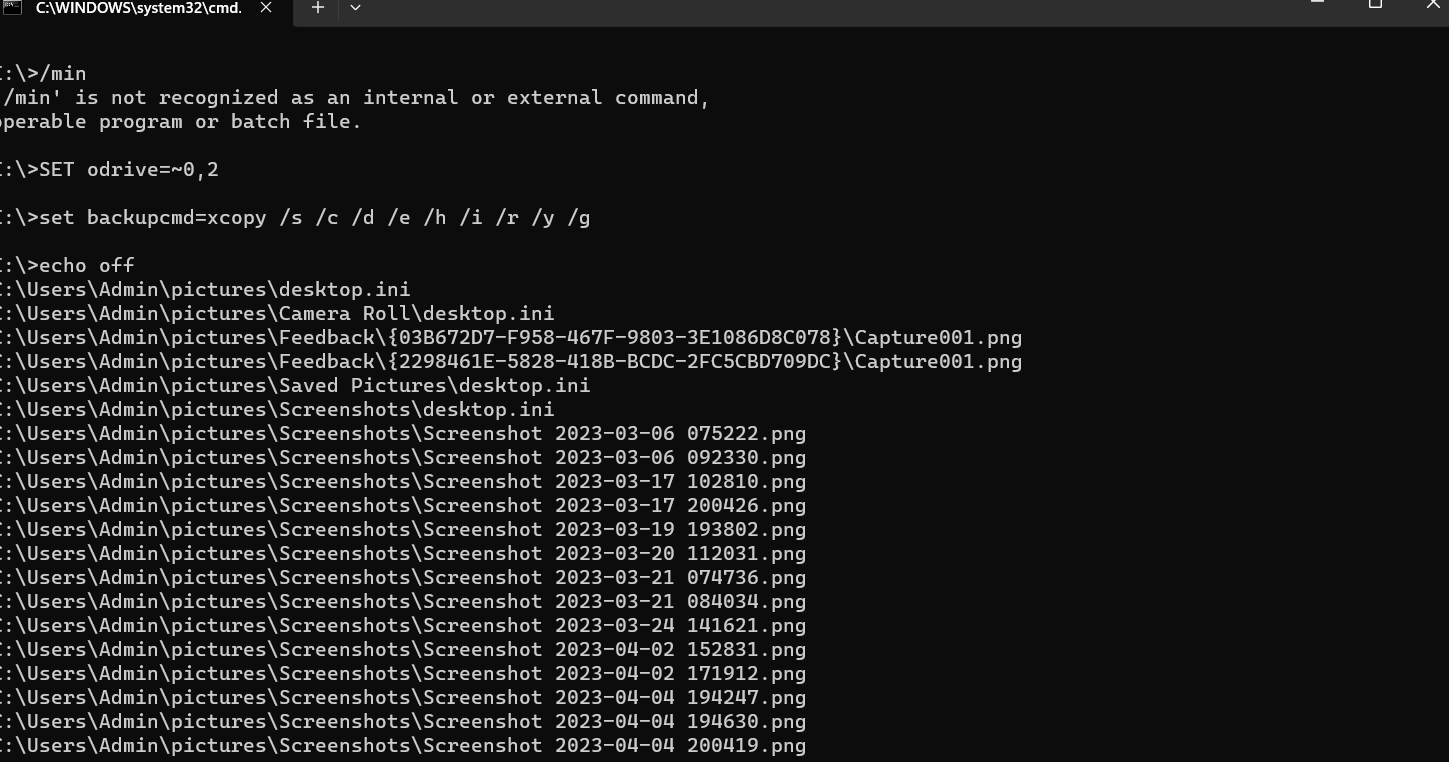 C:\WINDOWS\system32\cmd.
:\>/min
/min' is not recognized as an internal or external command,
operable program or batch file.
:\>SET odrive=~0,2
:\>set backupcmd=xcopy /s /c /d /e /h /i /r /y /g
:\>echo off
:\Users\Admin\pictures\desktop.ini
:\Users\Admin\pictures\Camera Roll\desktop.ini
:\Users\Admin\pictures\Feedback\{03B672D7-F958-467F-9803-3E1086D8C078}\Capture001.png
:\Users\Admin\pictures\Feedback\{2298461E-5828-418B-BCDC-2FC5CBD709DC}\Capture001.png
:\Users\Admin\pictures\Saved Pictures\desktop.ini
:\Users\Admin\pictures\Screenshots\desktop.ini
:\Users\Admin\pictures\Screenshots\Screenshot 2023-03-06 075222.png
:\Users\Admin\pictures\Screenshots\Screenshot 2023-03-06 092330.png
:\Users\Admin\pictures\Screenshots\Screenshot 2023-03-17 102810.png
:\Users\Admin\pictures\Screenshots\Screenshot 2023-03-17 200426.png
:\Users\Admin\pictures\Screenshots\Screenshot 2023-03-19 193802.png
:\Users\Admin\pictures\Screenshots\Screenshot 2023-03-20 112031.png
:\Users\Admin\pictures\Screenshots\Screenshot 2023-03-21 074736.png
:\Users\Admin\pictures\Screenshots\Screenshot 2023-03-21 084034.png
:\Users\Admin\pictures\Screenshots\Screenshot 2023-03-24 141621.png
:\Users\Admin\pictures\Screenshots\Screenshot 2023-04-02 152831.png
:\Users\Admin\pictures\Screenshots\Screenshot 2023-04-02 171912.png
:\Users\Admin\pictures\Screenshots\Screenshot 2023-04-04 194247.png
:\Users\Admin\pictures\Screenshots\Screenshot 2023-04-04 194630.png
:\Users\Admin\pictures\Screenshots\Screenshot 2023-04-04 200419.png